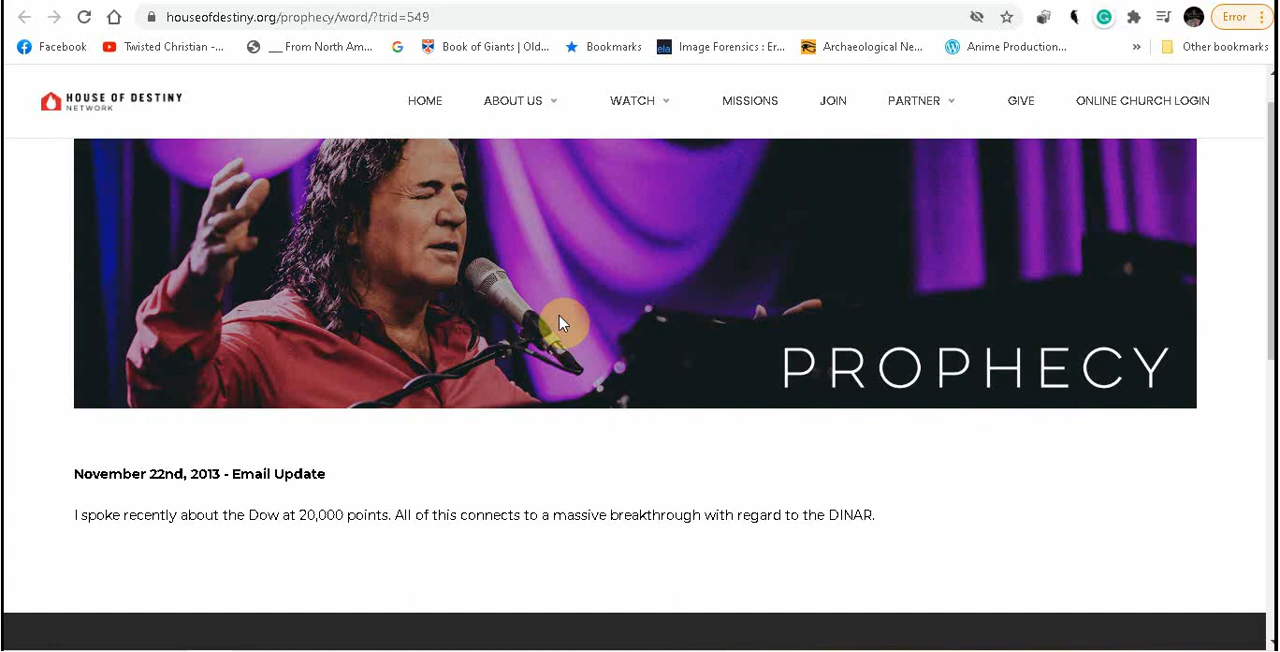 houseofdestiny.org/prophecy/word/?trid=549
Error
Facebook
Twisted Christian -...
__ From North Am...
Book of Giants | Old...
Bookmarks
ela
Image Forensics : Er...
Archaeological Ne...
Anime Production...
»
Other bookmarks
HOUSE OF DESTINY
NETWORK
HOME
ABOUT US
WATCH
MISSIONS
JOIN
PARTNER
GIVE
ONLINE CHURCH LOGIN
PROPHECY
November 22nd, 2013 - Email Update
I spoke recently about the Dow at 20,000 points. All of this connects to a massive breakthrough with regard to the DINAR.